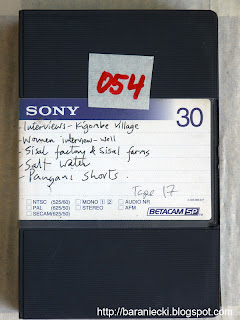 054
SONY
30
- Interviews - Kigombe Village
- Women interview - well
- Sisal factory & Sisal farms
- Salt water
- Pangani shorts.
Tape 17
NTSC (525/60) MONO 1 2 AUDIO NR
PAL (625/50) STEREO AFM
SECAM (625/50) BETACAM SP
http://baraniecki.blogspot.com